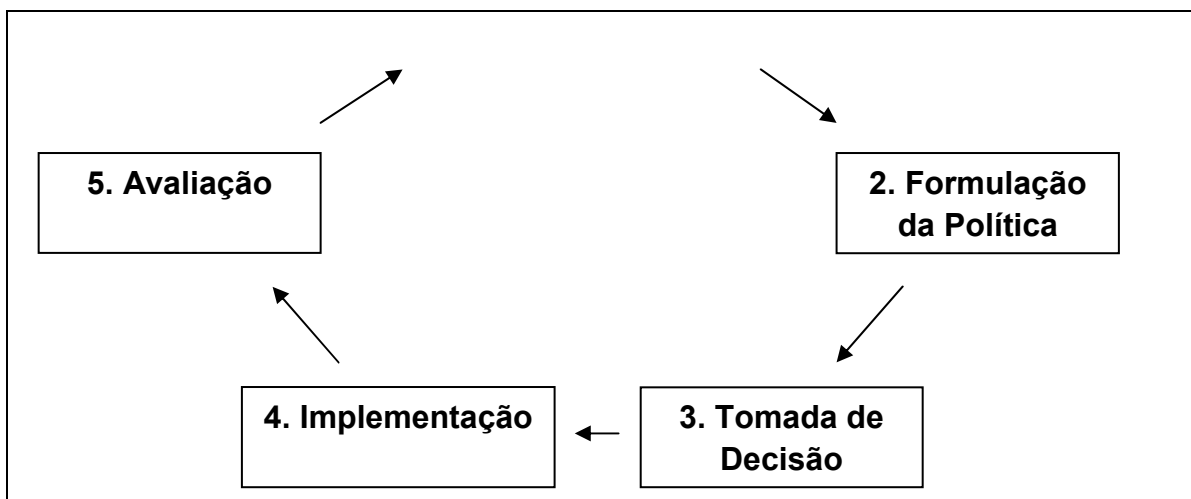 5. Avaliação
2. Formulação
da Política
4. Implementação
3. Tomada de
Decisão